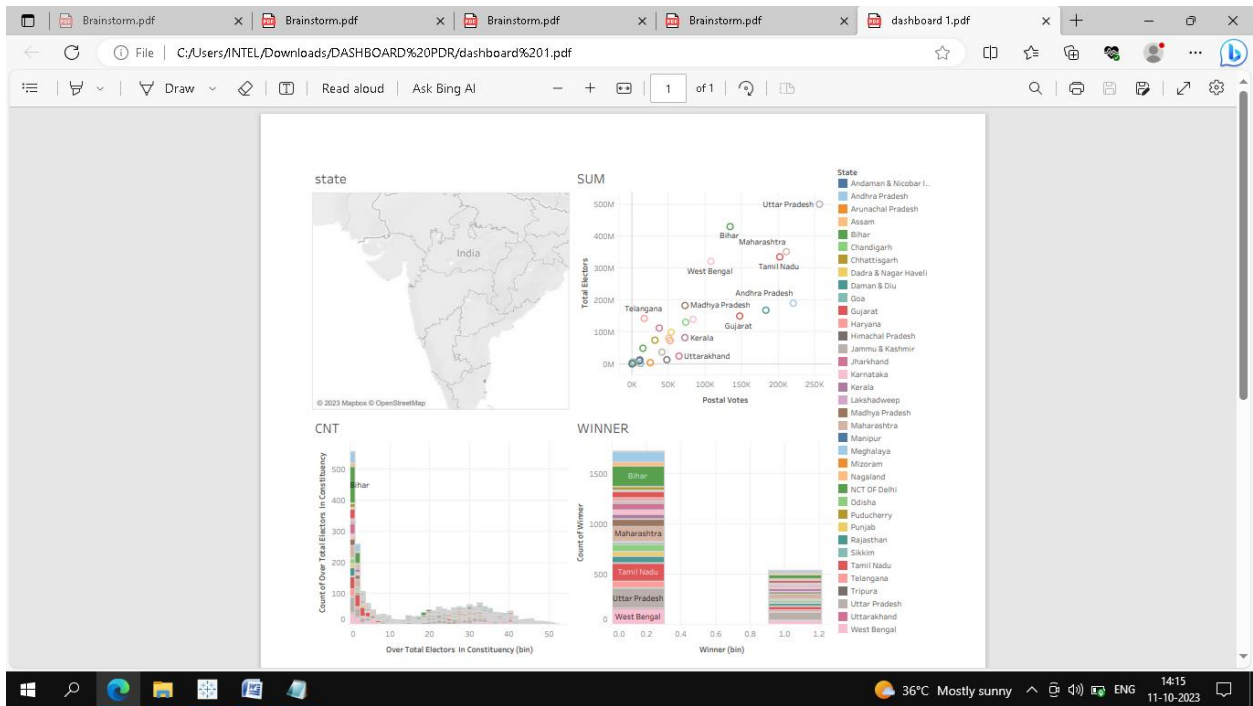 Brainstorm.pdf
Brainstorm.pdf
Brainstorm.pdf
Brainstorm.pdf
dashboard 1.pdf
File
C:/Users/INTEL/Downloads/DASHBOARD%20PDR/dashboard%201.pdf
Draw
Read aloud
Ask Bing AI
1
of 1
state
India
© 2023 Mapbox © OpenStreetMap
SUM
Total Electors
500M
400M
300M
200M
100M
0M
Uttar Pradesh
Bihar
Maharashtra
West Bengal
Tamil Nadu
Andhra Pradesh
Telangana
Madhya Pradesh
Gujarat
Kerala
Uttarakhand
0K 50K 100K 150K 200K 250K
Postal Votes
State
Andaman & Nicobar I..
Andhra Pradesh
Arunachal Pradesh
Assam
Bihar
Chandigarh
Chhattisgarh
Dadra & Nagar Haveli
Daman & Diu
Goa
Gujarat
Haryana
Himachal Pradesh
Jammu & Kashmir
Jharkhand
Karnataka
Kerala
Lakshadweep
Madhya Pradesh
Maharashtra
Manipur
Meghalaya
Mizoram
Nagaland
NCT OF Delhi
Odisha
Puducherry
Punjab
Rajasthan
Sikkim
Tamil Nadu
Telangana
Tripura
Uttar Pradesh
Uttarakhand
West Bengal
CNT
Count of Over Total Electors In Constituency
500
400
300
200
100
0
Bihar
0 10 20 30 40 50
Over Total Electors In Constituency (bin)
WINNER
Count of Winner
1500
1000
500
0
Bihar
Maharashtra
Tamil Nadu
Uttar Pradesh
West Bengal
0.0 0.2 0.4 0.6 0.8 1.0 1.2
Winner (bin)
36°C Mostly sunny
ENG
14:15
11-10-2023